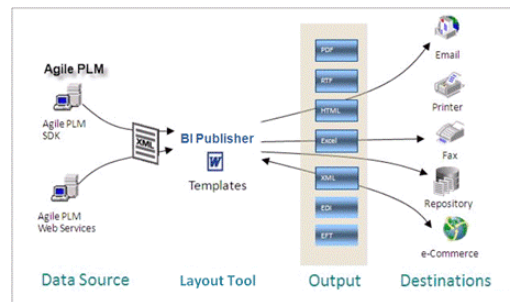 Agile PLM
Agile PLM
SDK
Agile PLM
Web Services
XML
BI Publisher
Templates
PDF
RTF
HTML
Excel
XML
EDI
EFT
Email
Printer
Fax
Repository
e-Commerce
Data Source
Layout Tool
Output
Destinations